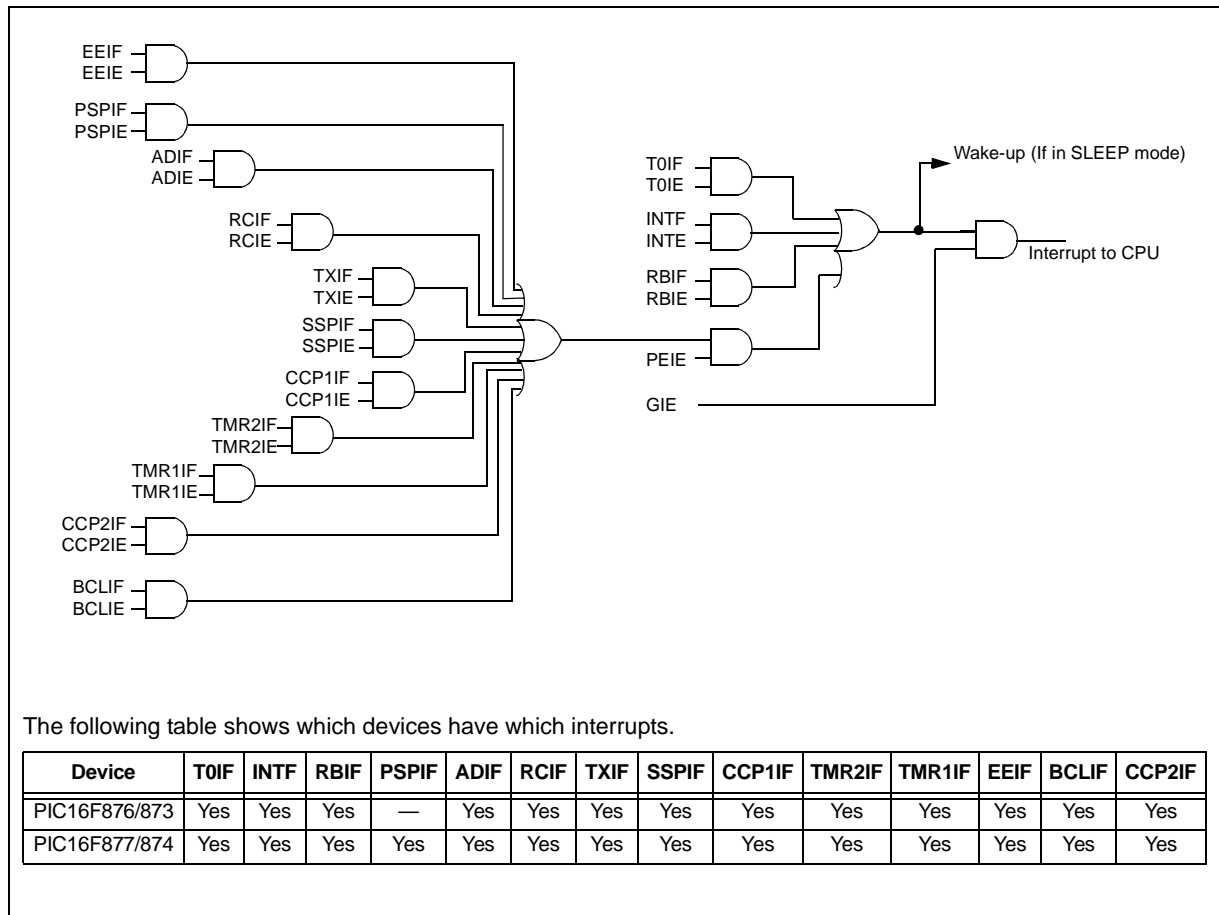 EEIF
EEIE
PSPIF
PSPIE
ADIF
ADIE
RCIF
RCIE
TXIF
TXIE
SSPIF
SSPIE
CCP1IF
CCP1IE
TMR2IF
TMR2IE
TMR1IF
TMR1IE
CCP2IF
CCP2IE
BCLIF
BCLIE
T0IF
T0IE
INTF
INTE
RBIF
RBIE
PEIE
GIE
Wake-up (If in SLEEP mode)
Interrupt to CPU
The following table shows which devices have which interrupts.
Device T0IF INTF RBIF PSPIF ADIF RCIF TXIF SSPIF CCP1IF TMR2IF TMR1IF EEIF BCLIF CCP2IF
PIC16F876/873 Yes Yes Yes — Yes Yes Yes Yes Yes Yes Yes Yes Yes Yes
PIC16F877/874 Yes Yes Yes Yes Yes Yes Yes Yes Yes Yes Yes Yes Yes Yes